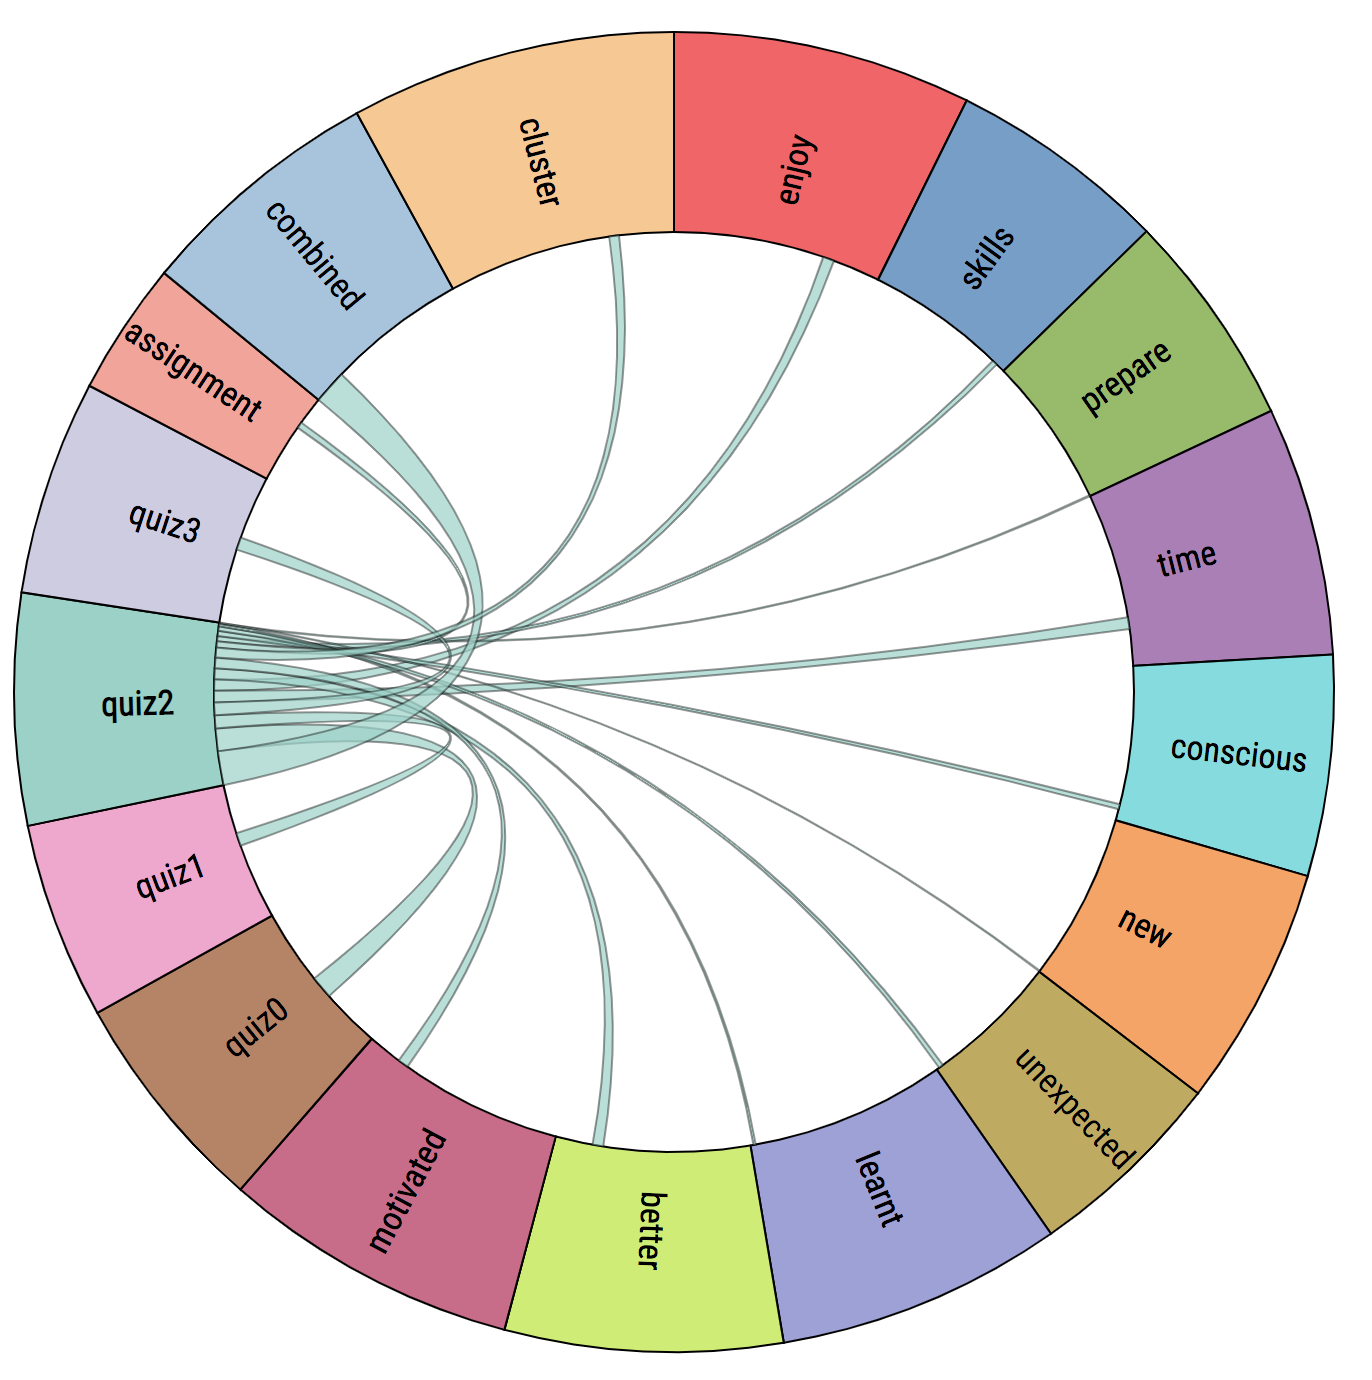 enjoy
skills
prepare
time
conscious
new
unexpected
learnt
better
motivated
quiz0
quiz1
quiz2
quiz3
assignment
combined
cluster